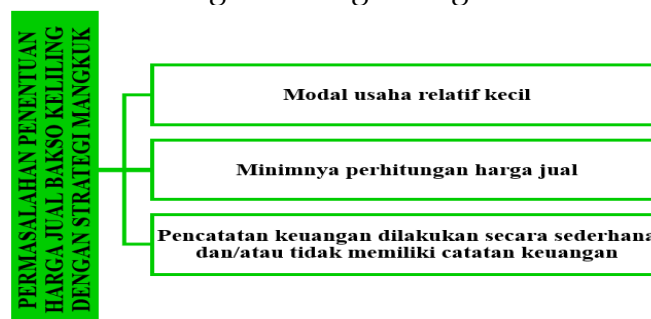 PERMASALAHAN PENENTUAN
HARGA JUAL BAKSO KELILING
DENGAN STRATEGI MANGKUK
Modal usaha relatif kecil
Minimnya perhitungan harga jual
Pencatatan keuangan dilakukan secara sederhana
dan/atau tidak memiliki catatan keuangan